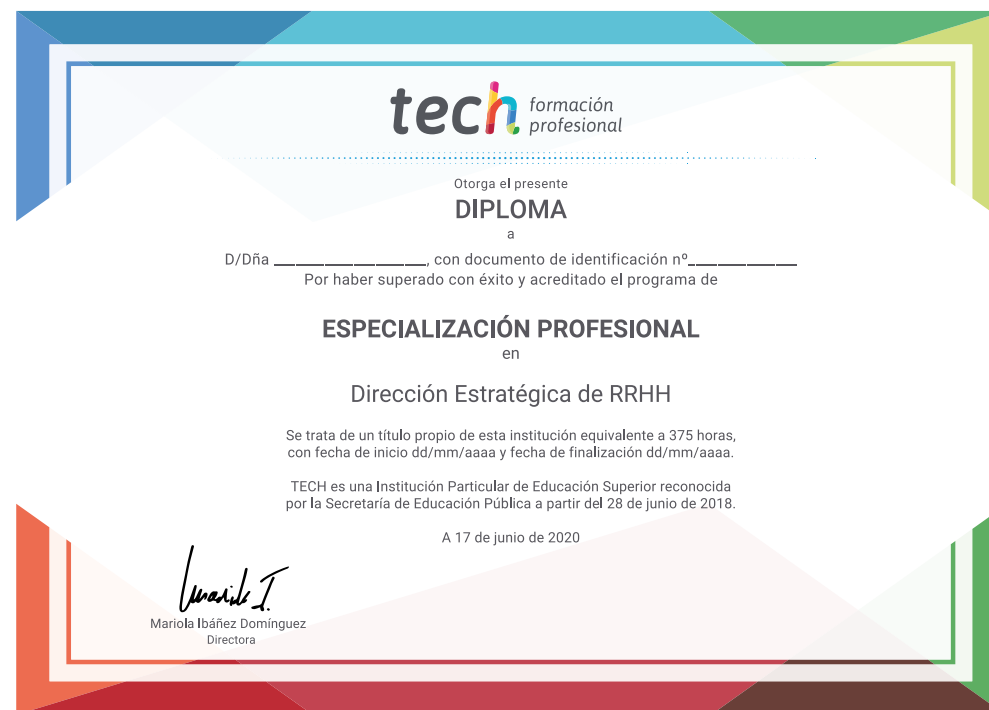 tech formación
profesional
Otorga el presente
DIPLOMA
a
D/Dña ______________, con documento de identificación nº__________
Por haber superado con éxito y acreditado el programa de
ESPECIALIZACIÓN PROFESIONAL
en
Dirección Estratégica de RRHH
Se trata de un título propio de esta institución equivalente a 375 horas,
con fecha de inicio dd/mm/aaaa y fecha de finalización dd/mm/aaaa.
TECH es una Institución Particular de Educación Superior reconocida
por la Secretaría de Educación Pública a partir del 28 de junio de 2018.
A 17 de junio de 2020
Mariola Ibáñez Domínguez
Directora